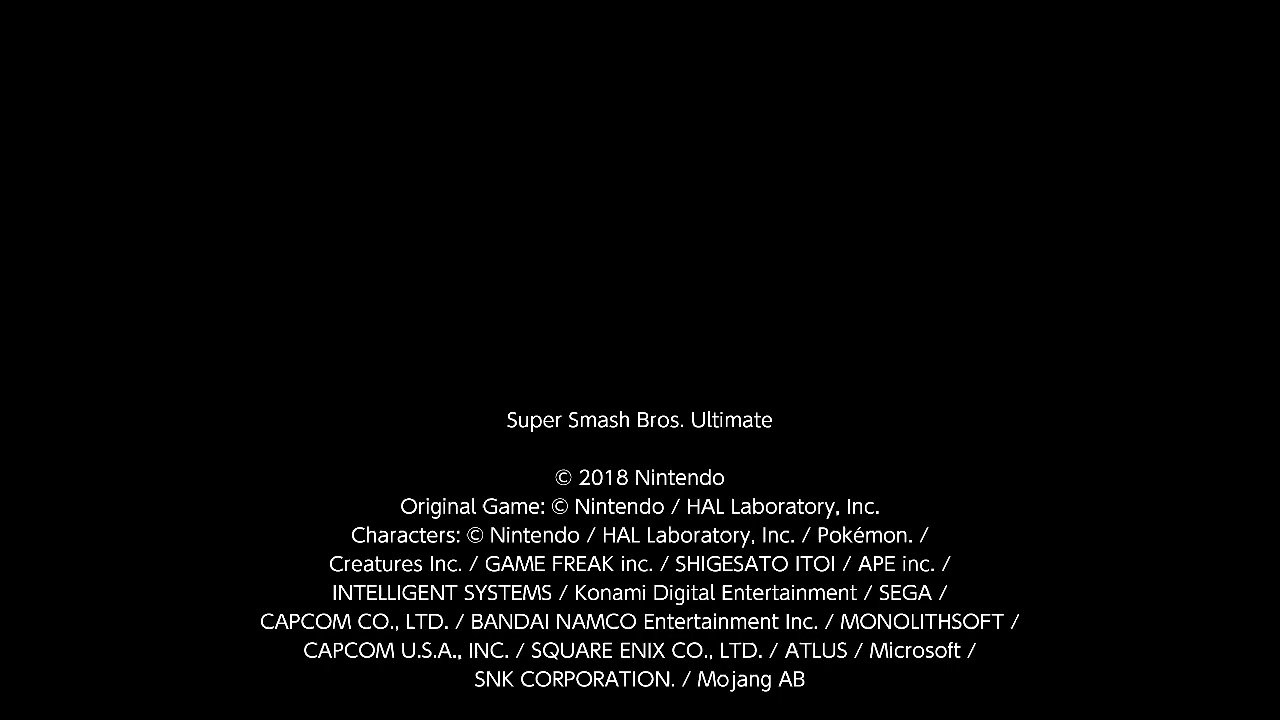 Super Smash Bros. Ultimate
© 2018 Nintendo
Original Game: © Nintendo / HAL Laboratory, Inc.
Characters: © Nintendo / HAL Laboratory, Inc. / Pokémon. /
Creatures Inc. / GAME FREAK inc. / SHIGESATO ITOI / APE inc. /
INTELLIGENT SYSTEMS / Konami Digital Entertainment / SEGA /
CAPCOM CO., LTD. / BANDAI NAMCO Entertainment Inc. / MONOLITHSOFT /
CAPCOM U.S.A., INC. / SQUARE ENIX CO., LTD. / ATLUS / Microsoft /
SNK CORPORATION. / Mojang AB